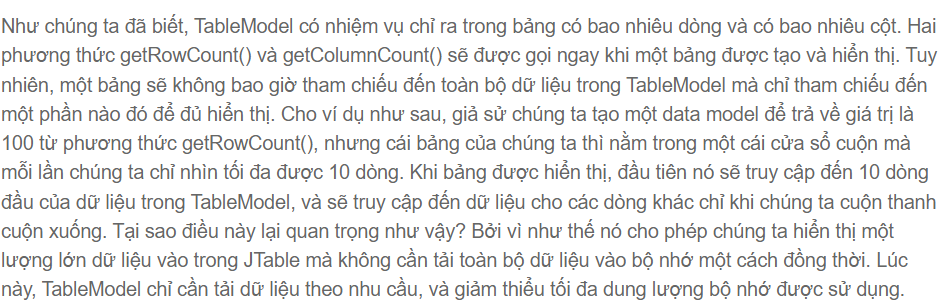 Như chúng ta đã biết, TableModel có nhiệm vụ chỉ ra trong bảng có bao nhiêu dòng và có bao nhiêu cột. Hai
phương thức getRowCount() và getColumnCount() sẽ được gọi ngay khi một bảng được tạo và hiển thị. Tuy
nhiên, một bảng sẽ không bao giờ tham chiếu đến toàn bộ dữ liệu trong TableModel mà chỉ tham chiếu đến
một phần nào đó để đủ hiển thị. Cho ví dụ như sau, giả sử chúng ta tạo một data model để trả về giá trị là
100 từ phương thức getRowCount(), nhưng cái bảng của chúng ta thì nằm trong một cái cửa sổ cuộn mà
mỗi lần chúng ta chỉ nhìn tối đa được 10 dòng. Khi bảng được hiển thị, đầu tiên nó sẽ truy cập đến 10 dòng
đầu của dữ liệu trong TableModel, và sẽ truy cập đến dữ liệu cho các dòng khác chỉ khi chúng ta cuộn thanh
cuộn xuống. Tại sao điều này lại quan trọng như vậy? Bởi vì như thế nó cho phép chúng ta hiển thị một
lượng lớn dữ liệu vào trong JTable mà không cần tải toàn bộ dữ liệu vào bộ nhớ một cách đồng thời. Lúc
này, TableModel chỉ cần tải dữ liệu theo nhu cầu, và giảm thiểu tối đa dung lượng bộ nhớ được sử dụng.